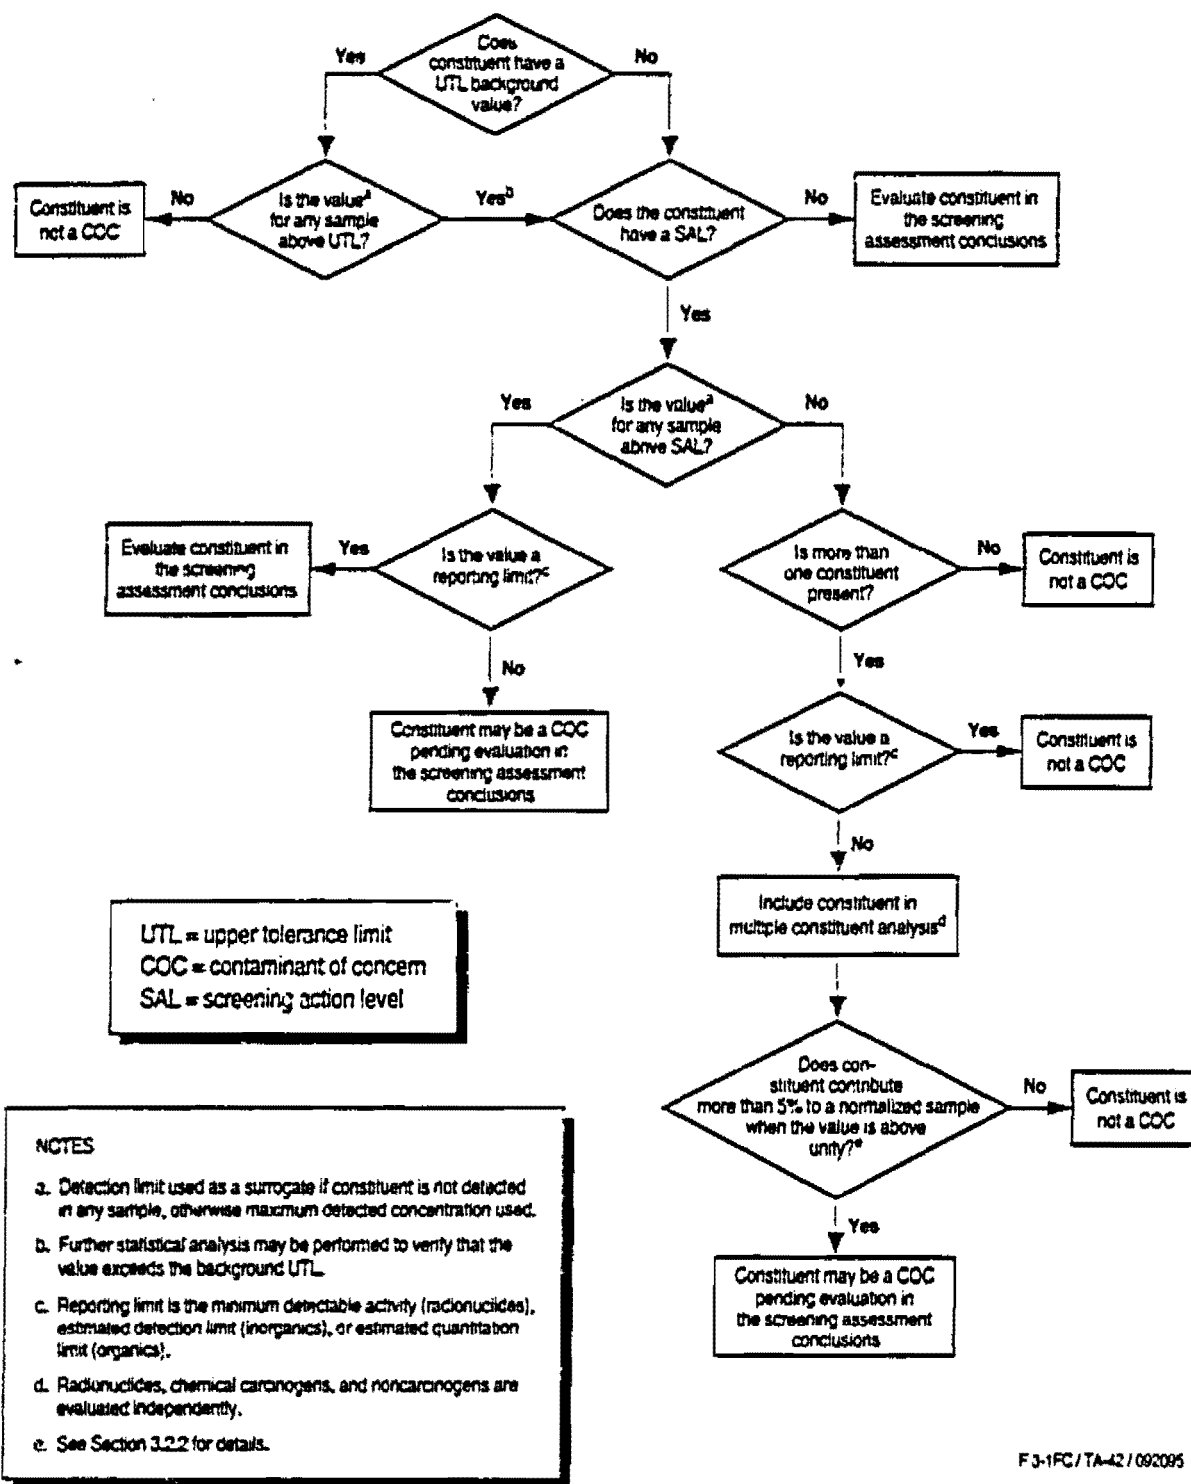 Does
constituent have a
UTL background
value?
Yes
No
Constituent is
not a COC
No
Is the value^a
for any sample
above UTL?
Yes^b
Does the constituent
have a SAL?
No
Evaluate constituent in
the screening
assessment conclusions
Yes
Yes
Is the value^a
for any sample
above SAL?
No
Evaluate constituent in
the screening
assessment conclusions
Yes
Is the value a
reporting limit?^c
Is more than
one constituent
present?
No
Constituent is
not a COC
No
Yes
Constituent may be a COC
pending evaluation in
the screening assessment
conclusions
Is the value a
reporting limit?^c
Yes
Constituent is
not a COC
No
Include constituent in
multiple constituent analysis^d
UTL = upper tolerance limit
COC = contaminant of concern
SAL = screening action level
Does con-
stituent contribute
more than 5% to a normalized sample
when the value is above
unity?^e
No
Constituent is
not a COC
Yes
Constituent may be a COC
pending evaluation in
the screening assessment
conclusions
NOTES
a. Detection limit used as a surrogate if constituent is not detected
in any sample, otherwise maximum detected concentration used.
b. Further statistical analysis may be performed to verify that the
value exceeds the background UTL.
c. Reporting limit is the minimum detectable activity (radionuclides),
estimated detection limit (inorganics), or estimated quantitation
limit (organics).
d. Radionuclides, chemical carcinogens, and noncarcinogens are
evaluated independently.
e. See Section 3.2.2 for details.
F 3-1FC / TA-42 / 092095